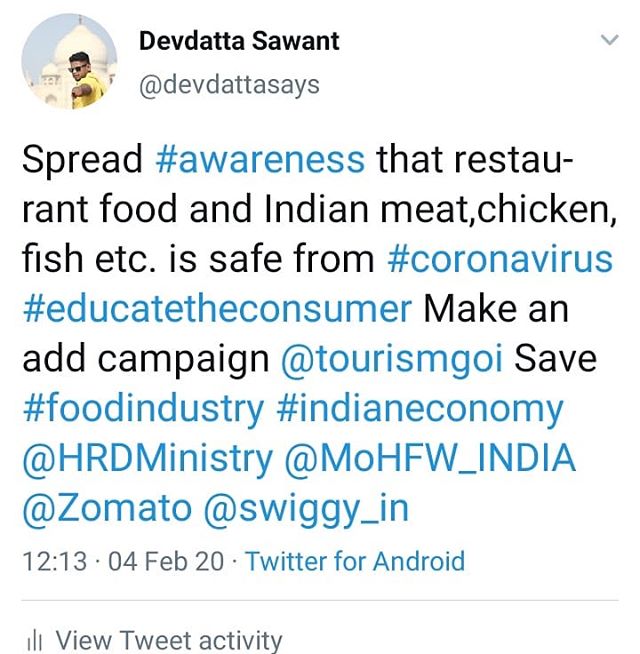 Devdatta Sawant
@devdattasays
Spread #awareness that restau-
rant food and Indian meat,chicken,
fish etc. is safe from #coronavirus
#educatetheconsumer Make an
add campaign @tourismgoi Save
#foodindustry #indianeconomy
@HRDMinistry @MoHFW_INDIA
@Zomato @swiggy_in
12:13 · 04 Feb 20 · Twitter for Android
View Tweet activity